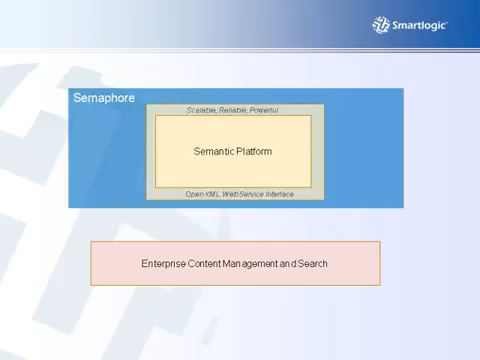 Smartlogic
Semaphore
Scalable, Reliable, Powerful
Semantic Platform
Open XML WebService Interface
Enterprise Content Management and Search